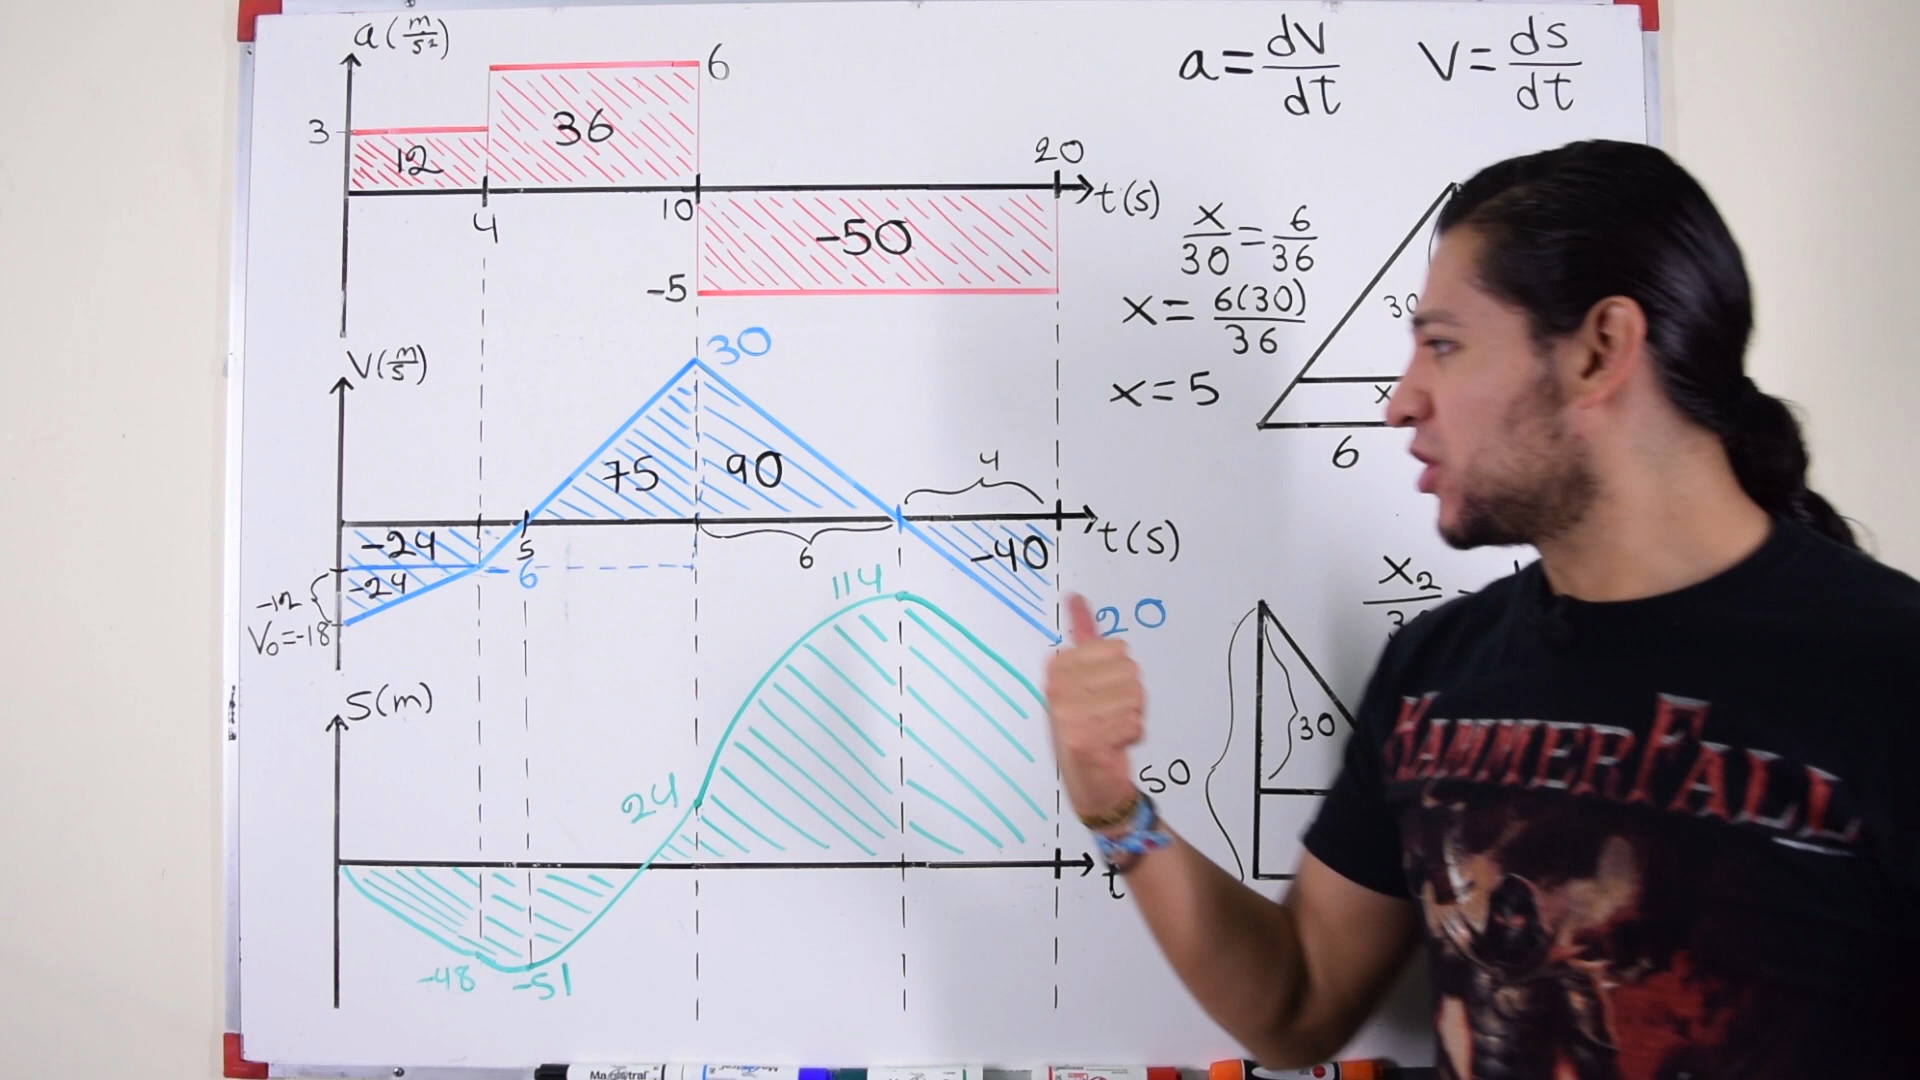 a(m/s²)
6
3
12
36
4
10
20
t(s)
-50
-5
V(m/s)
30
75
90
4
-24
-24
5
6
6
t(s)
-40
-12
V₀=-18
20
S(m)
114
24
-48
-51
t
a=dV/dt
V=ds/dt
x/30=6/36
x=6(30)/36
x=5
30
x
6
x₂
30
50
HAMMERFALL